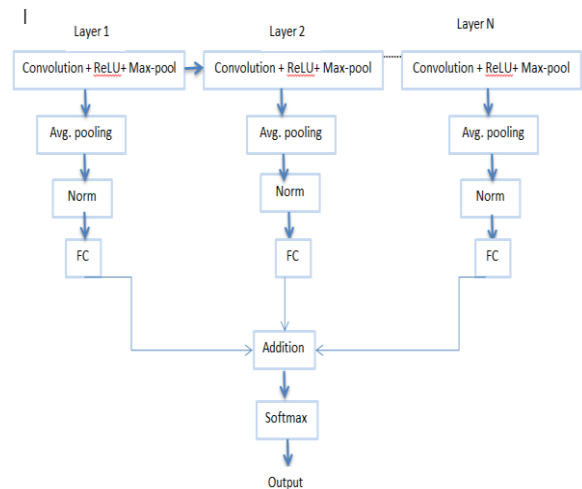 Layer 1
Layer 2
Layer N
Convolution + ReLU+ Max-pool
Convolution + ReLU+ Max-pool
Convolution + ReLU+ Max-pool
Avg. pooling
Avg. pooling
Avg. pooling
Norm
Norm
Norm
FC
FC
FC
Addition
Softmax
Output